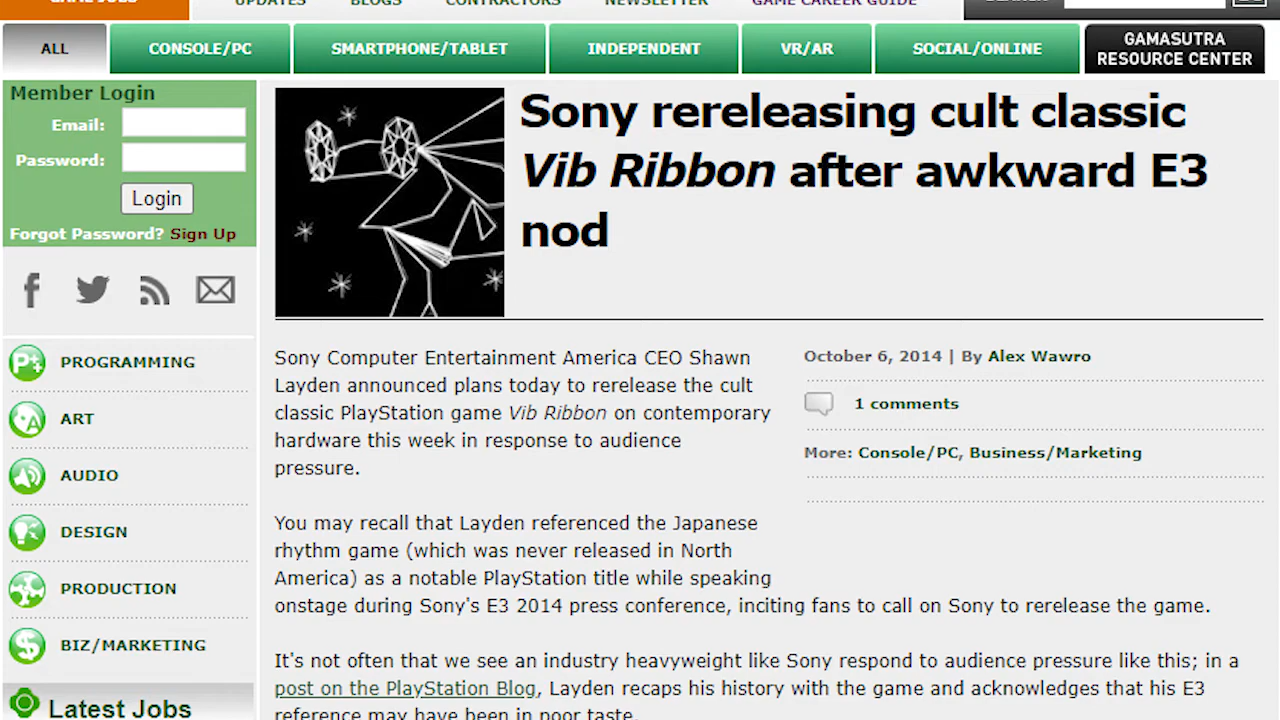 GAME JOBS UPDATES BLOGS CONTRACTORS NEWSLETTER GAME CAREER GUIDE SEARCH
ALL CONSOLE/PC SMARTPHONE/TABLET INDEPENDENT VR/AR SOCIAL/ONLINE GAMASUTRA RESOURCE CENTER
Member Login
Email:
Password:
Login
Forgot Password? Sign Up
PROGRAMMING
ART
AUDIO
DESIGN
PRODUCTION
BIZ/MARKETING
Latest Jobs
Sony rereleasing cult classic
Vib Ribbon after awkward E3
nod
October 6, 2014 | By Alex Wawro
1 comments
More: Console/PC, Business/Marketing
Sony Computer Entertainment America CEO Shawn
Layden announced plans today to rerelease the cult
classic PlayStation game Vib Ribbon on contemporary
hardware this week in response to audience
pressure.
You may recall that Layden referenced the Japanese
rhythm game (which was never released in North
America) as a notable PlayStation title while speaking
onstage during Sony's E3 2014 press conference, inciting fans to call on Sony to rerelease the game.
It's not often that we see an industry heavyweight like Sony respond to audience pressure like this; in a
post on the PlayStation Blog, Layden recaps his history with the game and acknowledges that his E3
reference may have been in poor taste.